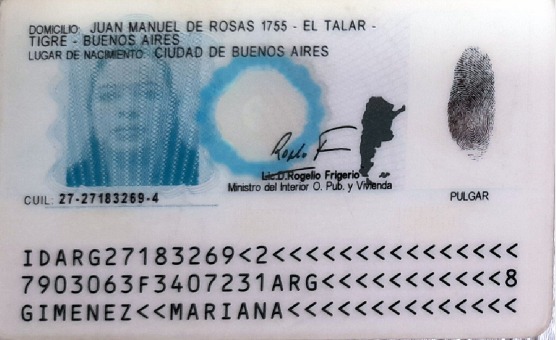 DOMICILIO: JUAN MANUEL DE ROSAS 1755 - EL TALAR -
TIGRE - BUENOS AIRES
LUGAR DE NACIMIENTO: CIUDAD DE BUENOS AIRES
Lic.D.Rogelio Frigerio
Ministro del Interior O. Pub. y Vivienda
CUIL: 27-27183269-4
PULGAR
IDARG27183269<2<<<<<<<<<<<<<<<
7903063F3407231ARG<<<<<<<<<<<8
GIMENEZ<<MARIANA<<<<<<<<<<<<<<